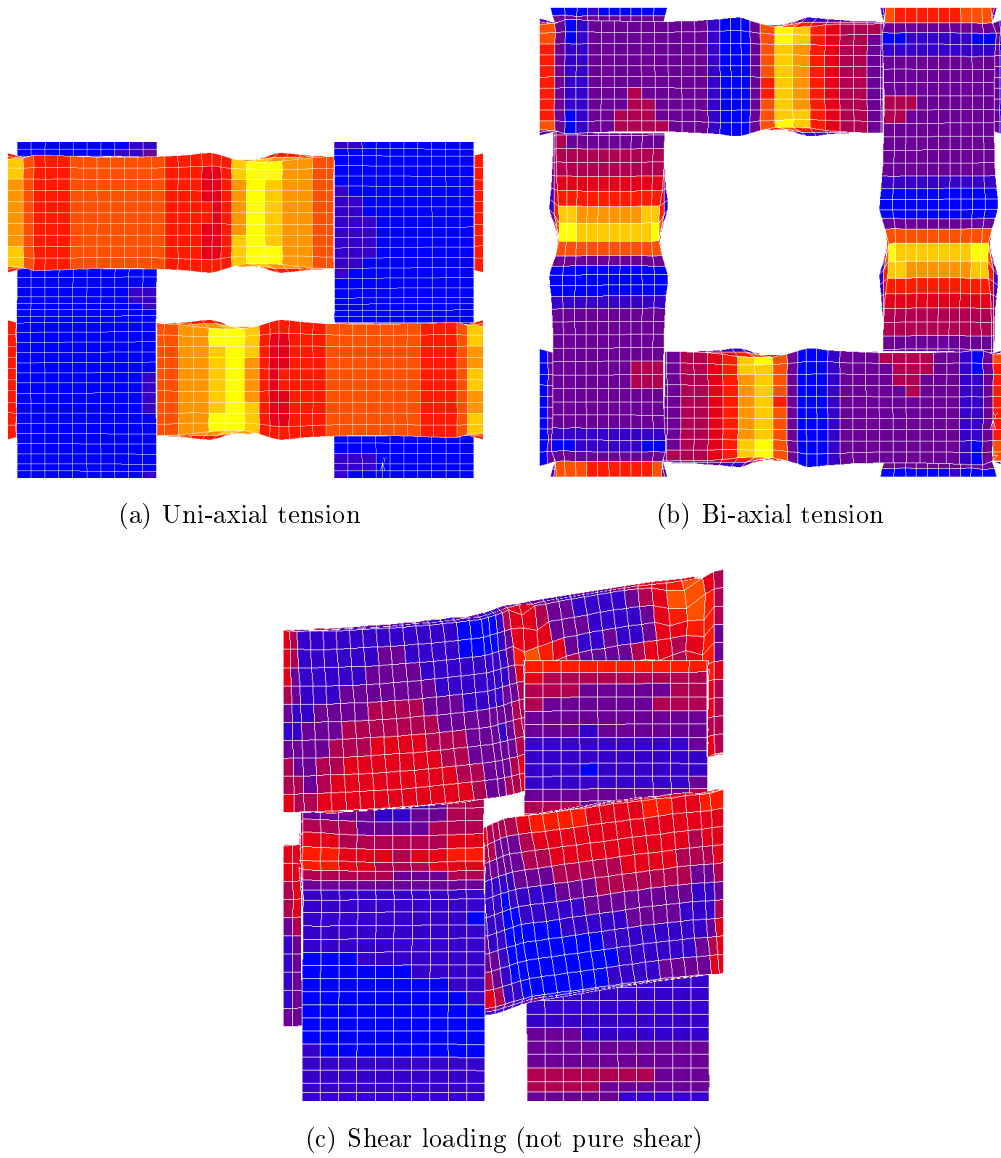 (a) Uni-axial tension
(b) Bi-axial tension
(c) Shear loading (not pure shear)